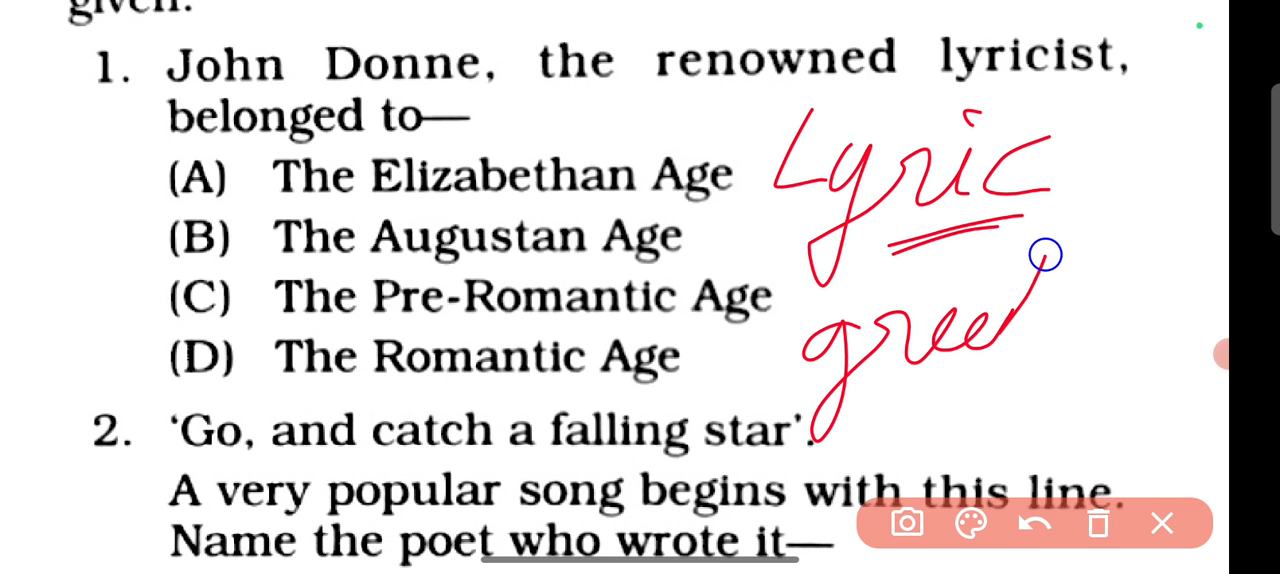 given:
1. John Donne, the renowned lyricist,
belonged to—
(A) The Elizabethan Age
(B) The Augustan Age
(C) The Pre-Romantic Age
(D) The Romantic Age
Lyric
gree
2. ‘Go, and catch a falling star’.
A very popular song begins with this line.
Name the poet who wrote it—